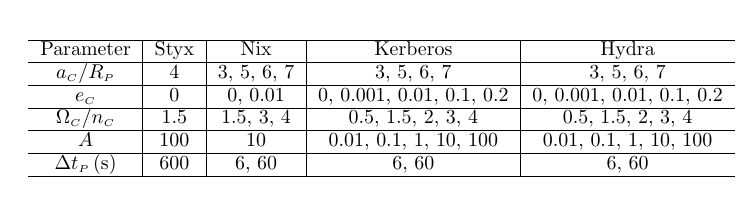 Parameter Styx Nix Kerberos Hydra
a_C/R_P 4 3, 5, 6, 7 3, 5, 6, 7 3, 5, 6, 7
e_C 0 0, 0.01 0, 0.001, 0.01, 0.1, 0.2 0, 0.001, 0.01, 0.1, 0.2
Ω_C/n_C 1.5 1.5, 3, 4 0.5, 1.5, 2, 3, 4 0.5, 1.5, 2, 3, 4
A 100 10 0.01, 0.1, 1, 10, 100 0.01, 0.1, 1, 10, 100
Δt_P (s) 600 6, 60 6, 60 6, 60